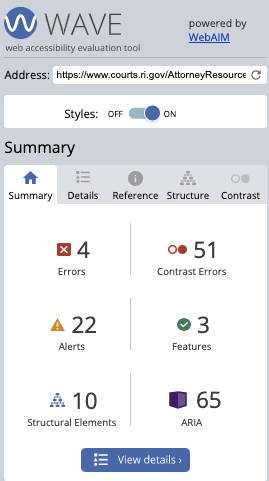 WAVE
web accessibility evaluation tool
powered by
WebAIM
Address: https://www.courts.ri.gov/AttorneyResource
Styles: OFF ON
Summary
Summary Details Reference Structure Contrast
4 51
Errors Contrast Errors
22 3
Alerts Features
10 65
Structural Elements ARIA
View details ›